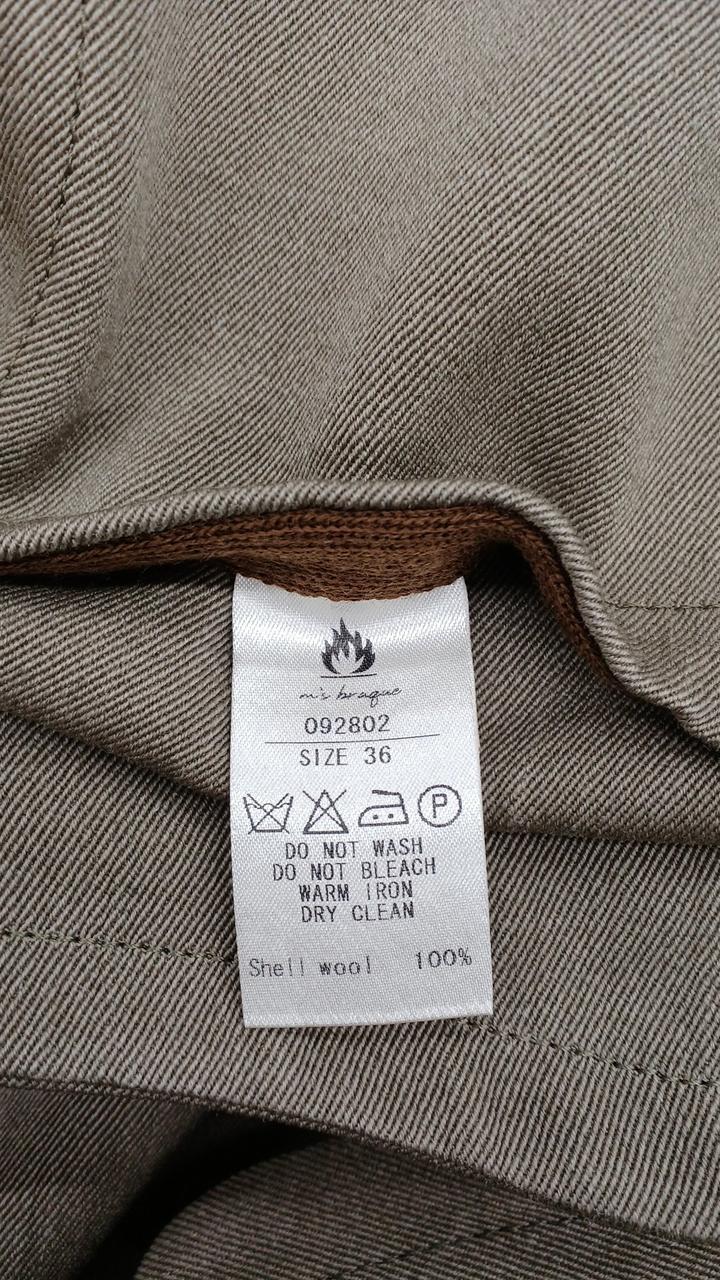 m's braque
092802
SIZE 36
P
DO NOT WASH
DO NOT BLEACH
WARM IRON
DRY CLEAN
Shell wool 100%